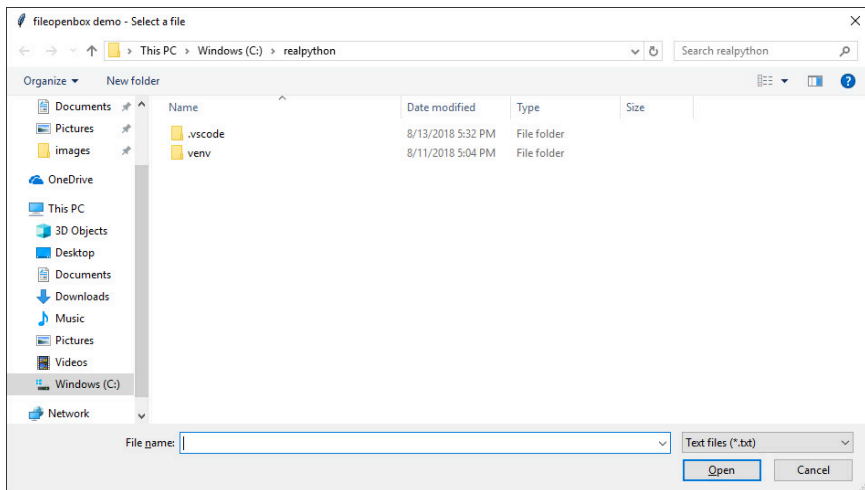 fileopenbox demo - Select a file
This PC > Windows (C:) > realpython
Search realpython
Organize
New folder
Documents
Pictures
images
OneDrive
This PC
3D Objects
Desktop
Documents
Downloads
Music
Pictures
Videos
Windows (C:)
Network
Name Date modified Type Size
.vscode 8/13/2018 5:32 PM File folder
venv 8/11/2018 5:04 PM File folder
File name:
Text files (*.txt)
Open Cancel